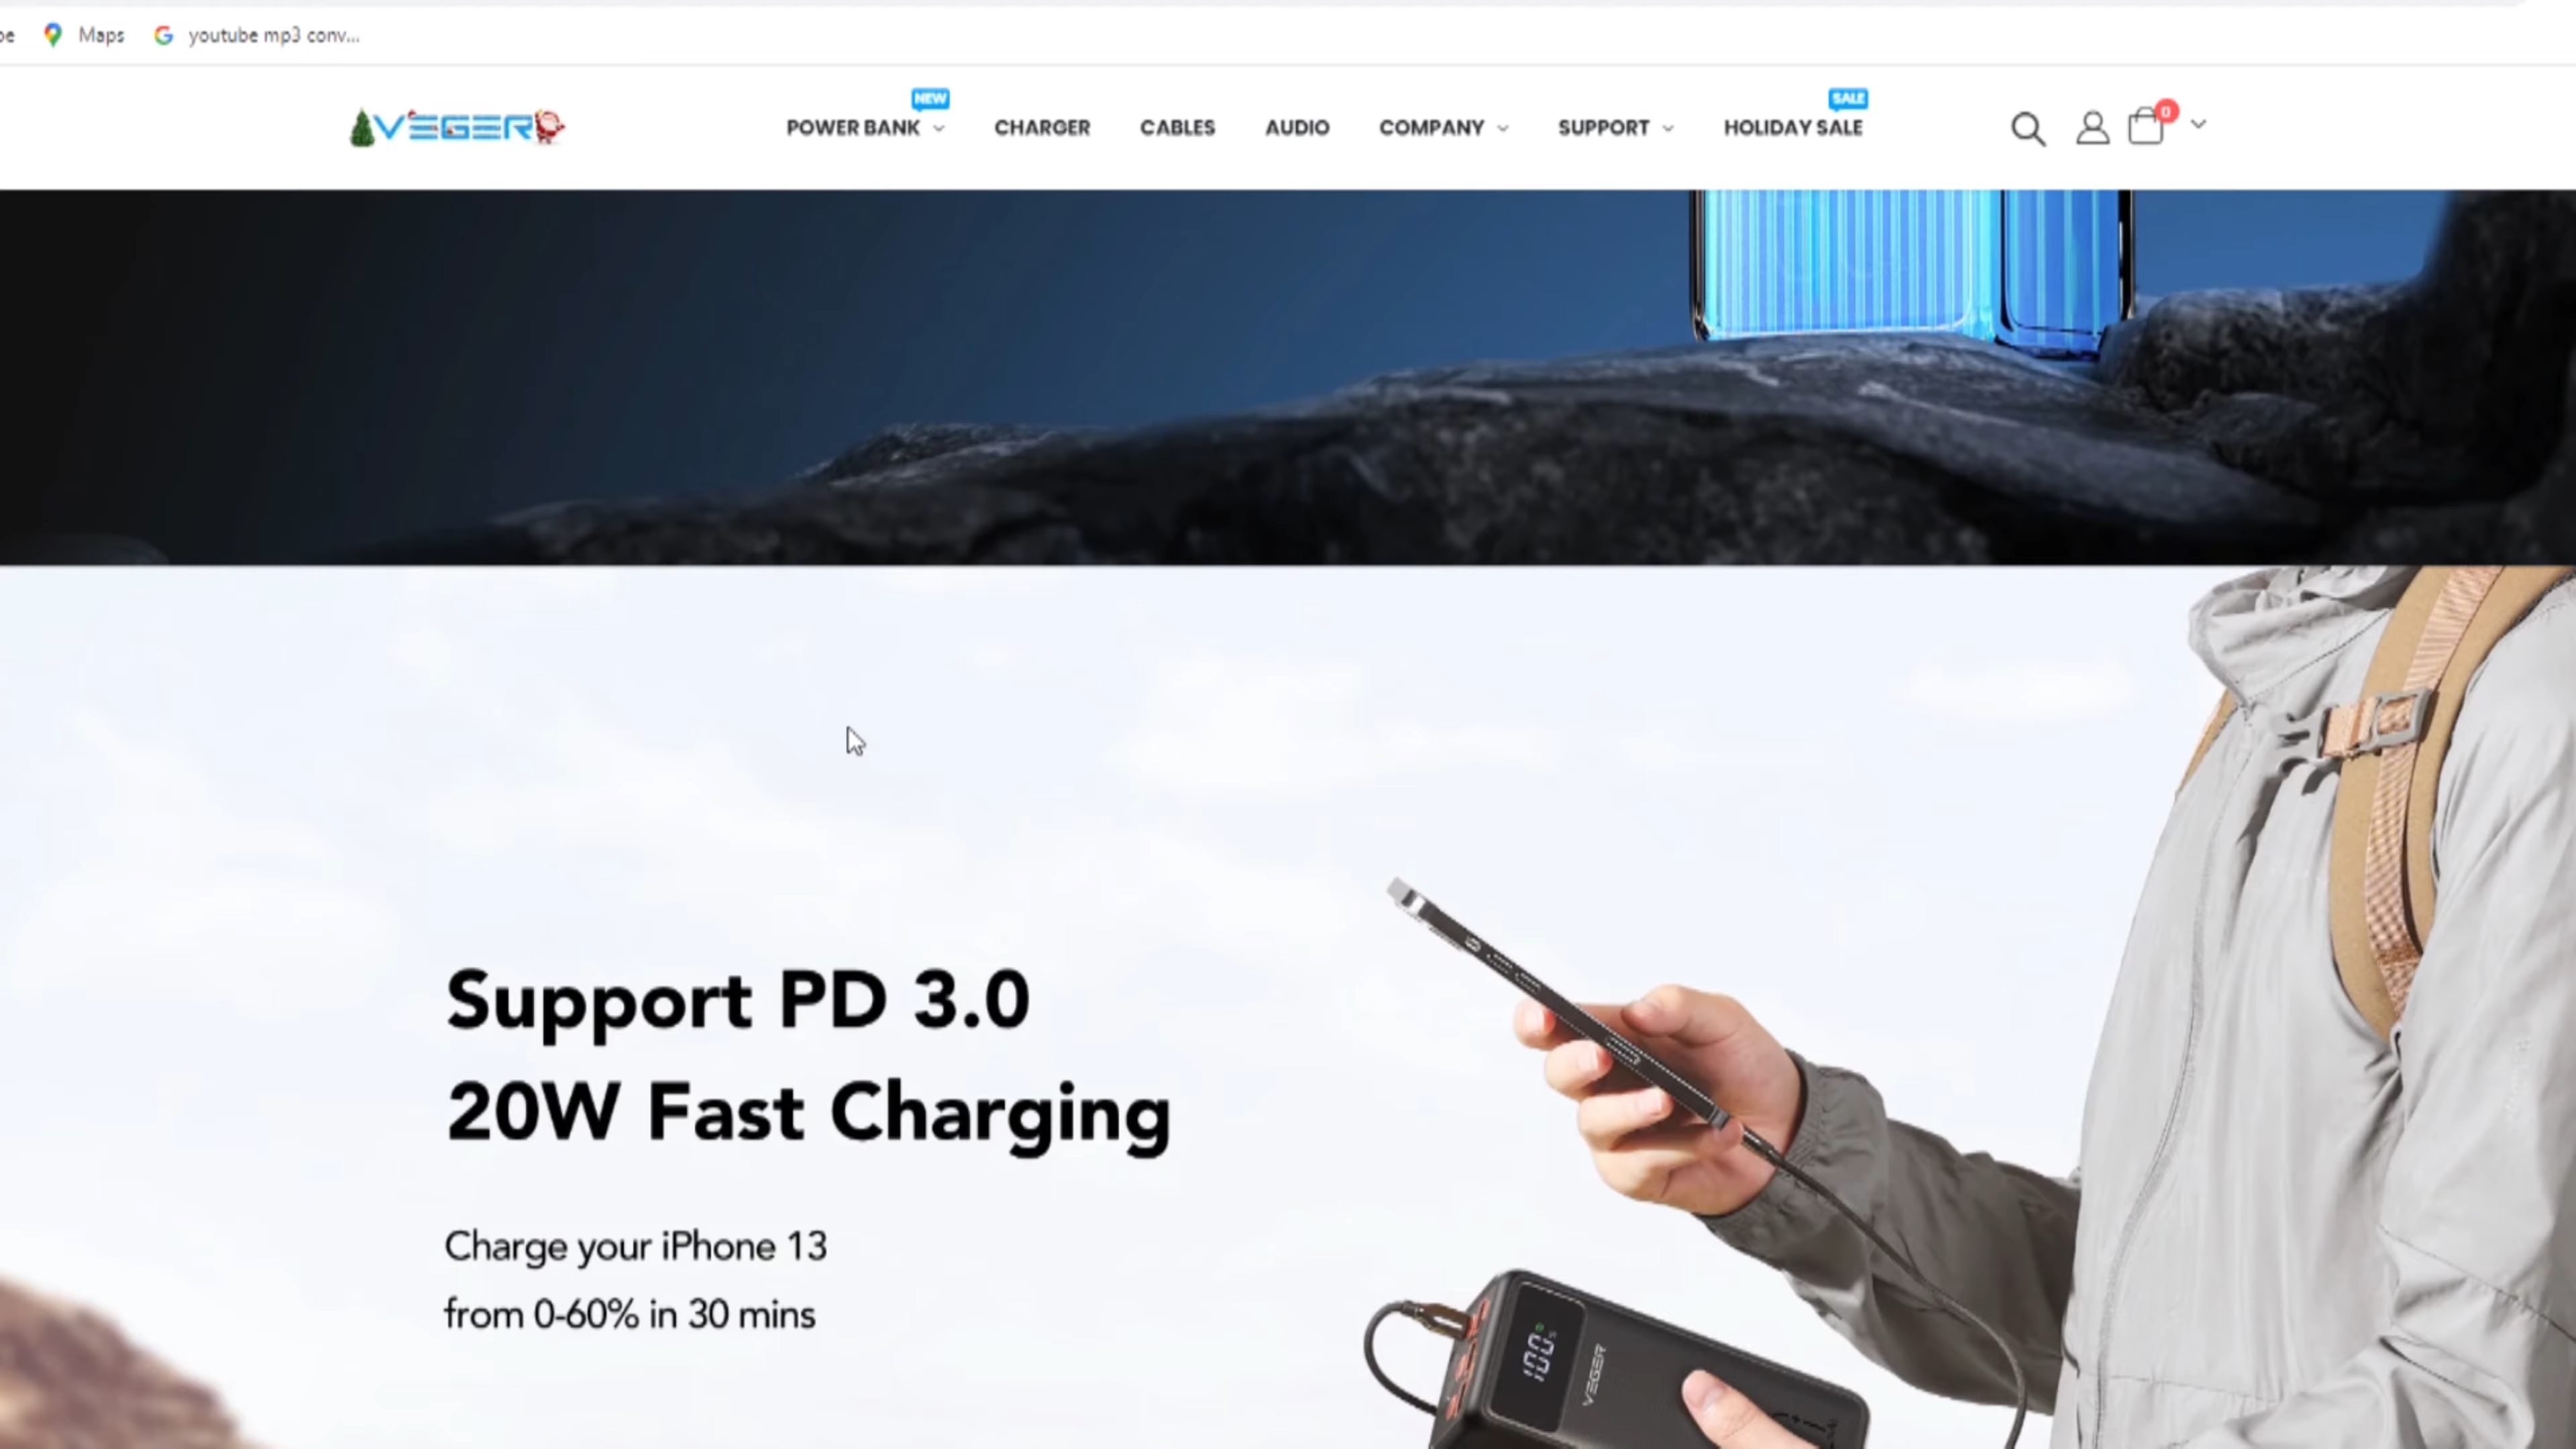 Maps youtube mp3 conv...
NEW SALE
VEGER POWER BANK CHARGER CABLES AUDIO COMPANY SUPPORT HOLIDAY SALE 0
Support PD 3.0
20W Fast Charging
Charge your iPhone 13
from 0-60% in 30 mins
100%
VEGER